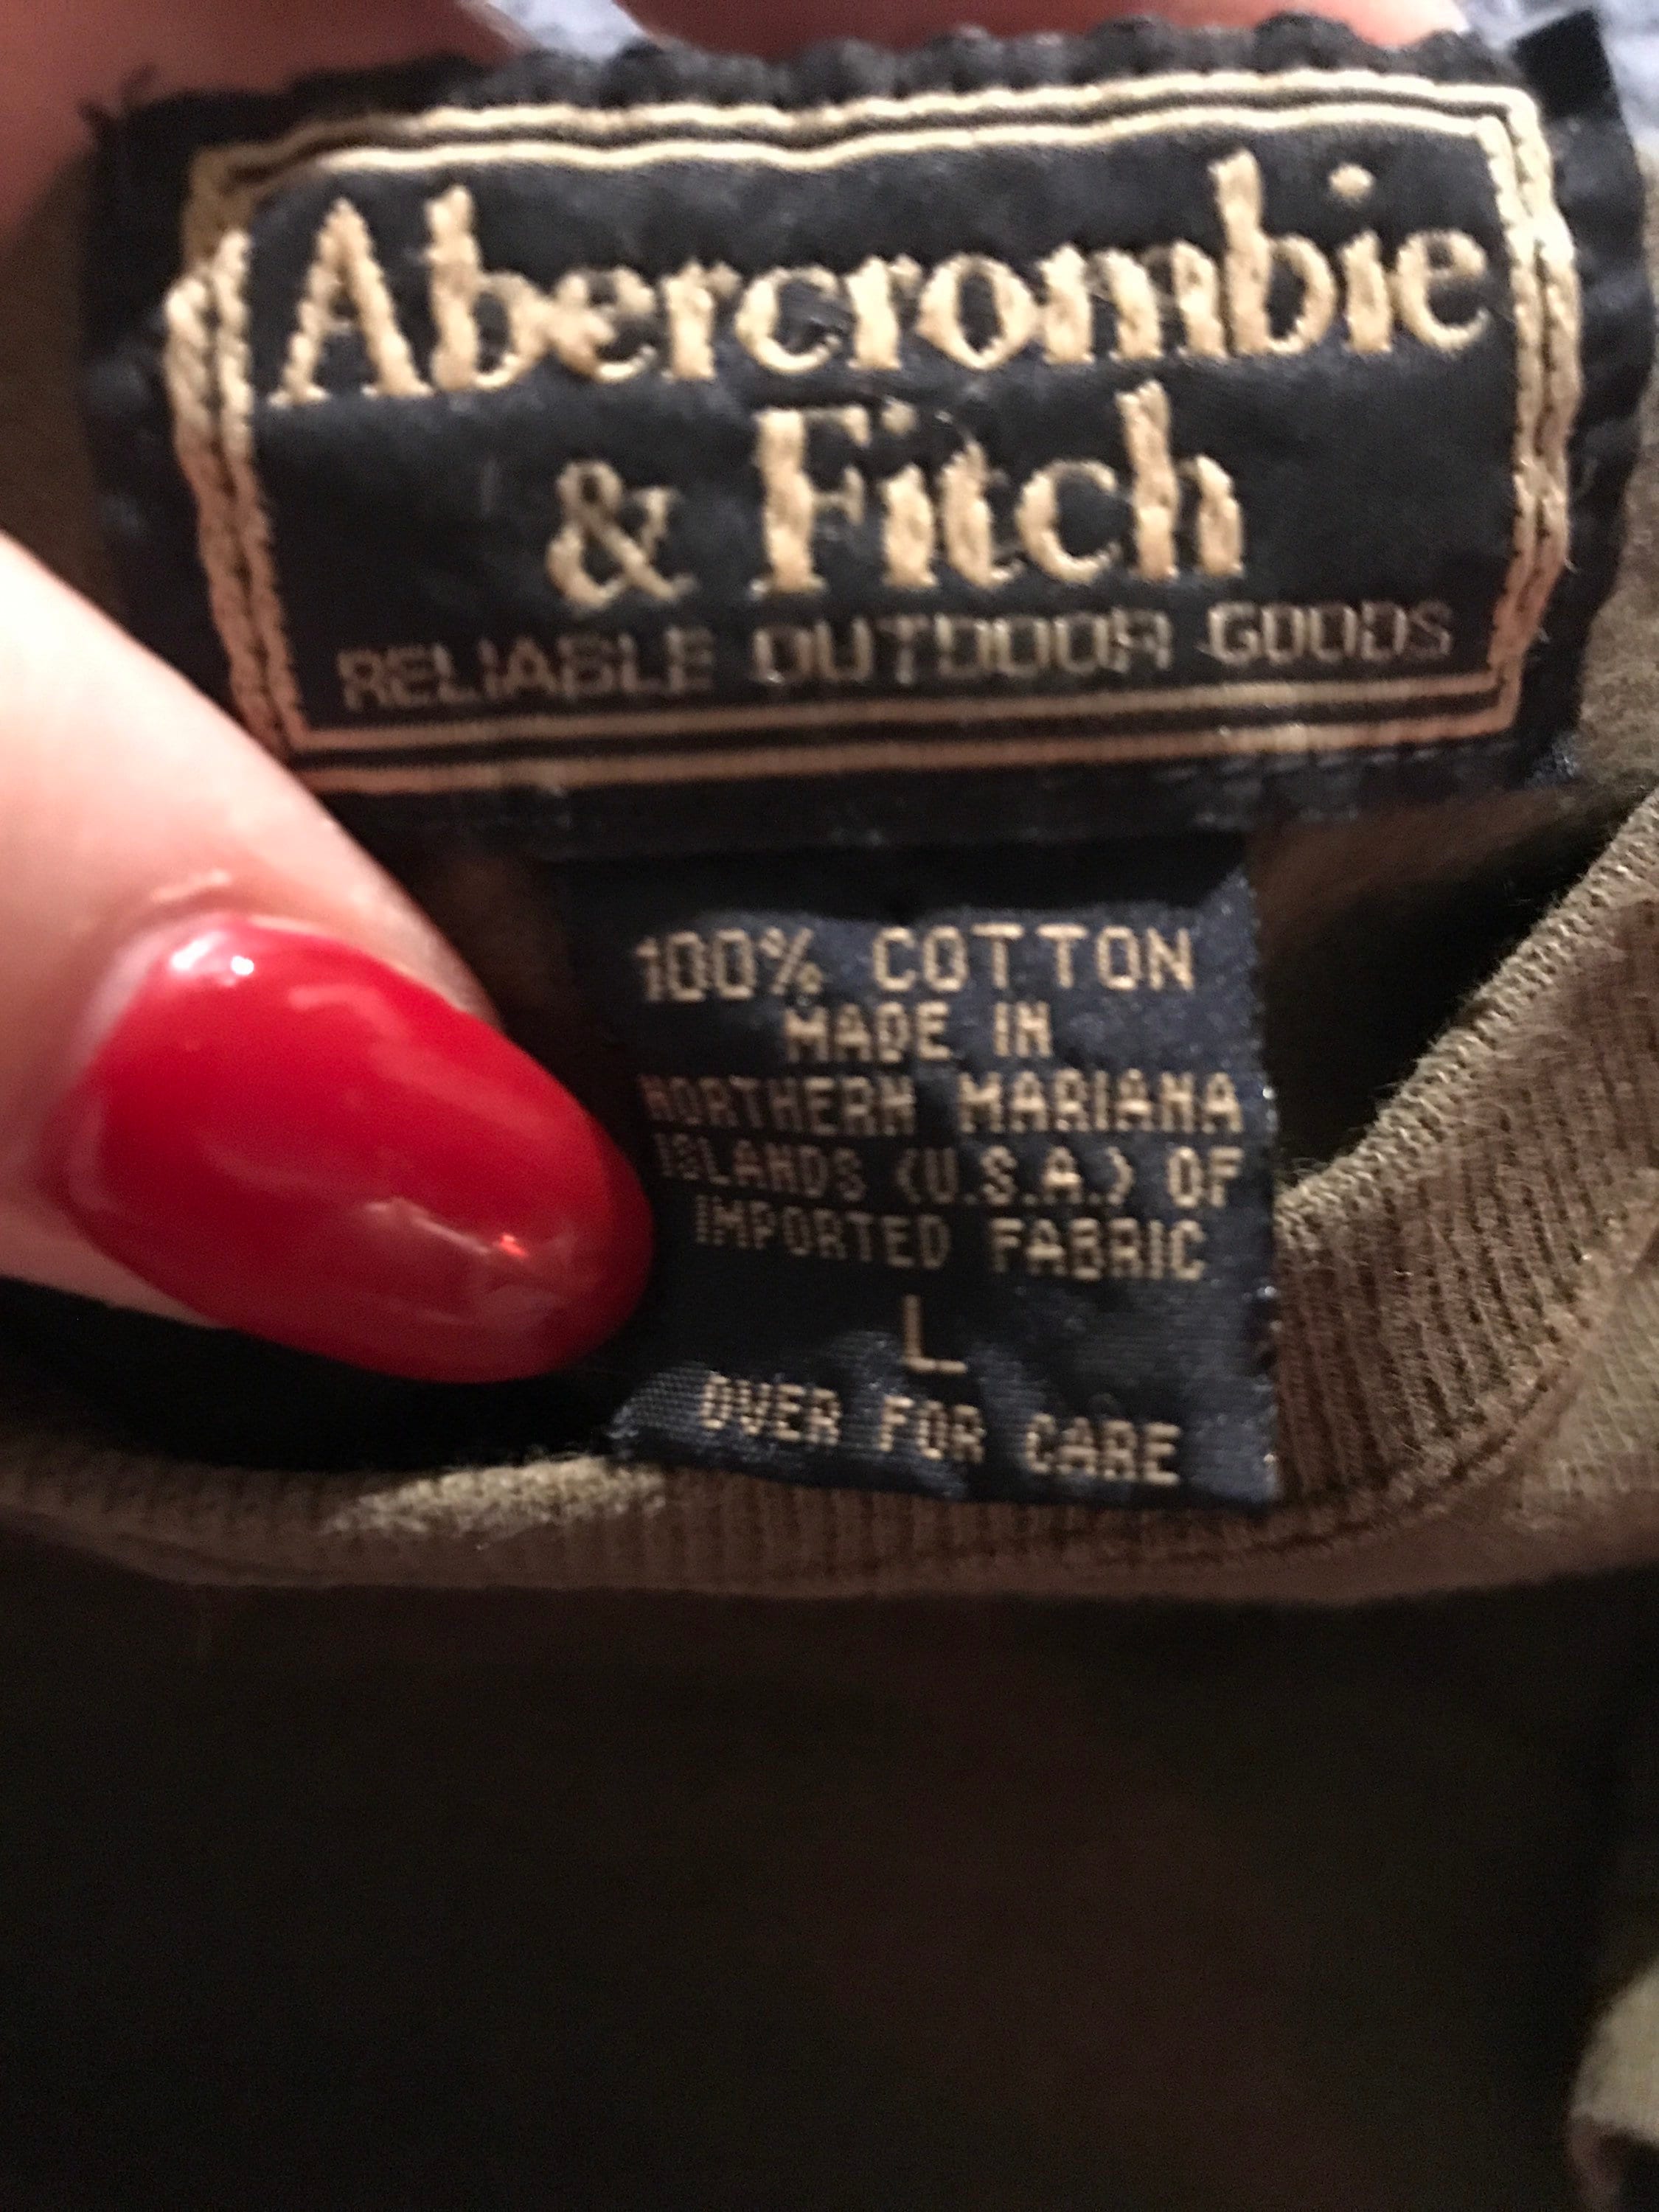 Abercrombie
& Fitch
RELIABLE OUTDOOR GOODS
100% COTTON
MADE IN
NORTHERN MARIANA
ISLANDS (U.S.A.) OF
IMPORTED FABRIC
L
OVER FOR CARE